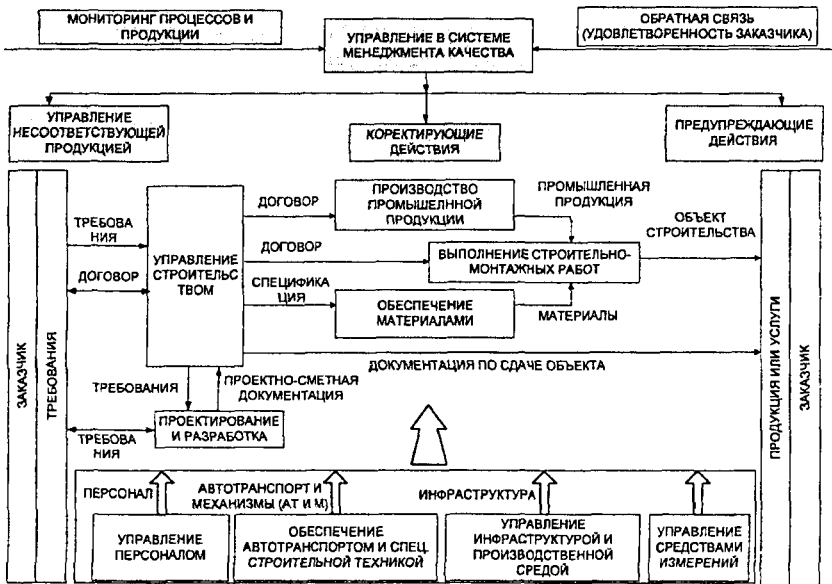 МОНИТОРИНГ ПРОЦЕССОВ И
ПРОДУКЦИИ
УПРАВЛЕНИЕ В СИСТЕМЕ
МЕНЕДЖМЕНТА КАЧЕСТВА
ОБРАТНАЯ СВЯЗЬ
(УДОВЛЕТВОРЕННОСТЬ ЗАКАЗЧИКА)
УПРАВЛЕНИЕ
НЕСООТВЕТСТВУЮЩЕЙ
ПРОДУКЦИЕЙ
КОРЕКТИРУЮЩИЕ
ДЕЙСТВИЯ
ПРЕДУПРЕЖДАЮЩИЕ
ДЕЙСТВИЯ
ЗАКАЗЧИК
ТРЕБОВАНИЯ
ТРЕБОВА
НИЯ
ДОГОВОР
УПРАВЛЕНИЕ
СТРОИТЕЛЬС
ТВОМ
ДОГОВОР
ДОГОВОР
СПЕЦИФИКА
ЦИЯ
ПРОИЗВОДСТВО
ПРОМЫШЕЛННОЙ
ПРОДУКЦИИ
ПРОМЫШЛЕННАЯ
ПРОДУКЦИЯ
ВЫПОЛНЕНИЕ СТРОИТЕЛЬНО-
МОНТАЖНЫХ РАБОТ
ОБЪЕКТ
СТРОИТЕЛЬСТВА
ОБЕСПЕЧЕНИЕ
МАТЕРИАЛАМИ
МАТЕРИАЛЫ
ДОКУМЕНТАЦИЯ ПО СДАЧЕ ОБЪЕКТА
ТРЕБОВАНИЯ
ПРОЕКТНО-СМЕТНАЯ
ДОКУМЕНТАЦИЯ
ТРЕБОВА
НИЯ
ПРОЕКТИРОВАНИЕ
И РАЗРАБОТКА
ПРОДУКЦИЯ ИЛИ УСЛУГИ
ЗАКАЗЧИК
ПЕРСОНАЛ
АВТОТРАНСПОРТ И
МЕХАНИЗМЫ (АТ И М)
ИНФРАСТРУКТУРА
УПРАВЛЕНИЕ
ПЕРСОНАЛОМ
ОБЕСПЕЧЕНИЕ
АВТОТРАНСПОРТОМ И СПЕЦ.
СТРОИТЕЛЬНОЙ ТЕХНИКОЙ
УПРАВЛЕНИЕ
ИНФРАСТРУКТУРОЙ И
ПРОИЗВОДСТВЕННОЙ
СРЕДОЙ
УПРАВЛЕНИЕ
СРЕДСТВАМИ
ИЗМЕРЕНИЙ